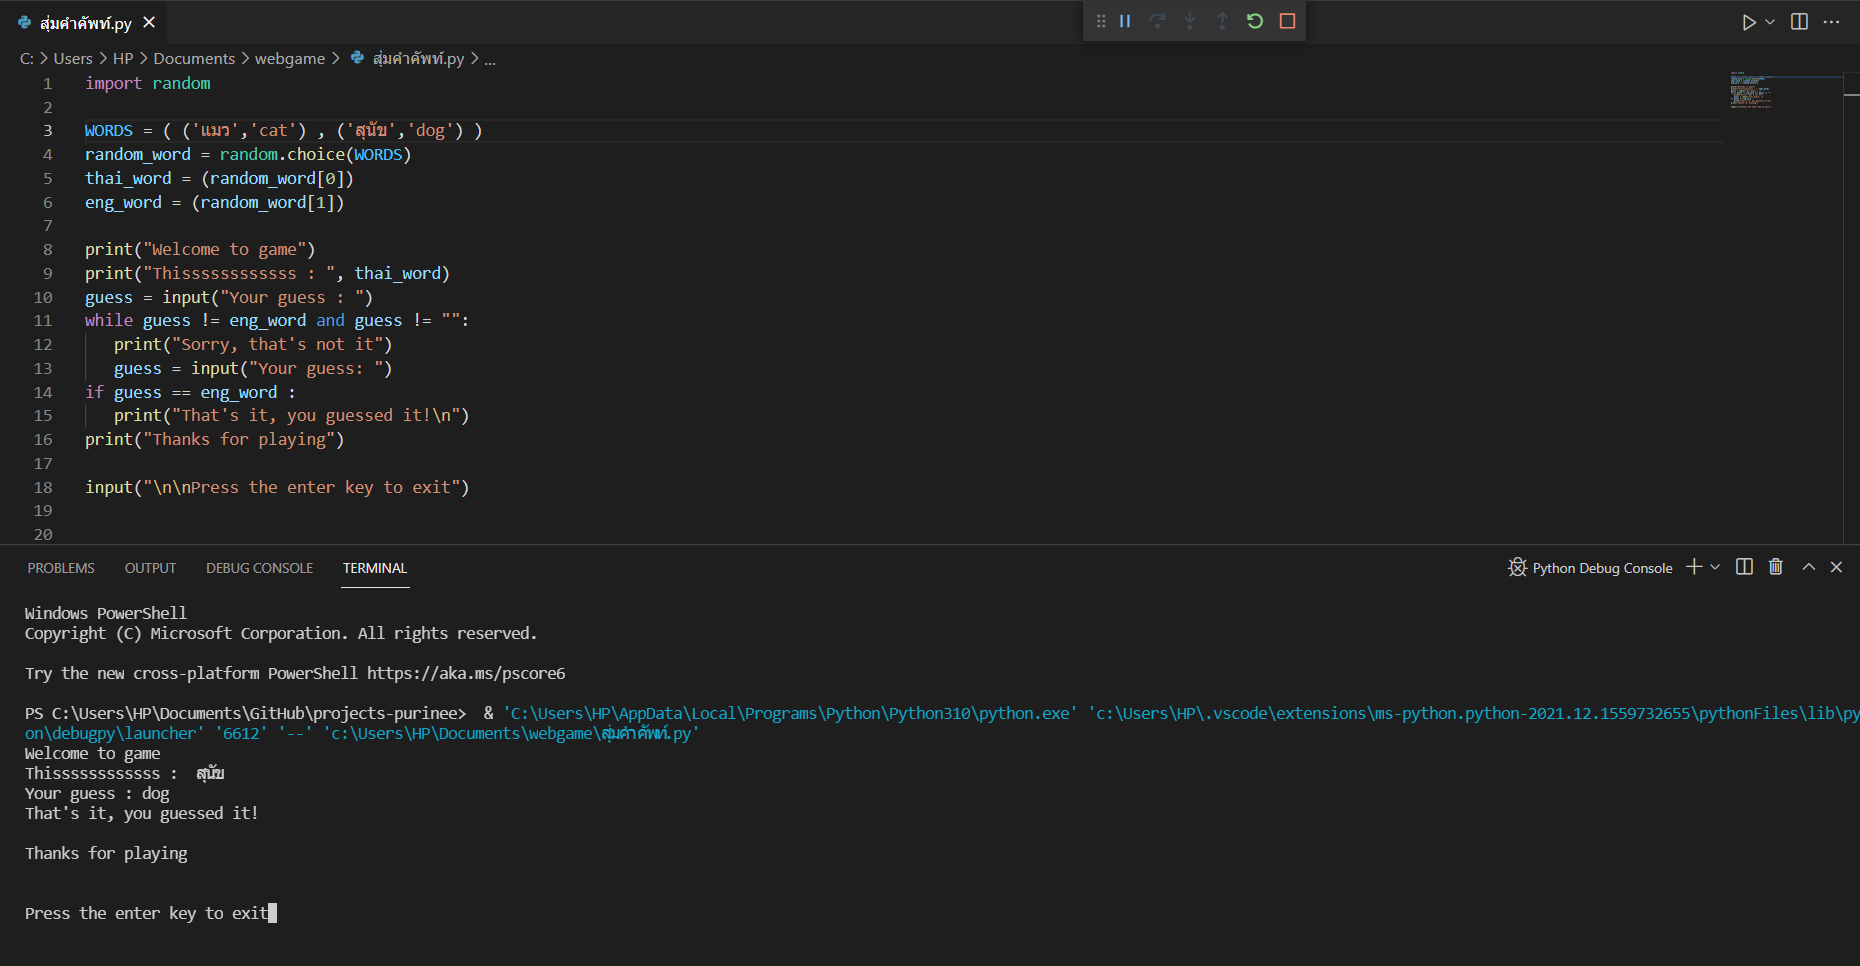 สุ่มคำศัพท์.py
C: > Users > HP > Documents > webgame > สุ่มคำศัพท์.py > ...
1 import random
2
3 WORDS = ( ('แมว','cat') , ('สุนัข','dog') )
4 random_word = random.choice(WORDS)
5 thai_word = (random_word[0])
6 eng_word = (random_word[1])
7
8 print("Welcome to game")
9 print("Thisssssssssssss : ", thai_word)
10 guess = input("Your guess : ")
11 while guess != eng_word and guess != "":
12 print("Sorry, that's not it")
13 guess = input("Your guess: ")
14 if guess == eng_word :
15 print("That's it, you guessed it!\n")
16 print("Thanks for playing")
17
18 input("\n\nPress the enter key to exit")
19
20
PROBLEMS OUTPUT DEBUG CONSOLE TERMINAL Python Debug Console
Windows PowerShell
Copyright (C) Microsoft Corporation. All rights reserved.
Try the new cross-platform PowerShell https://aka.ms/pscore6
PS C:\Users\HP\Documents\GitHub\projects-purinee> & 'C:\Users\HP\AppData\Local\Programs\Python\Python310\python.exe' 'c:\Users\HP\.vscode\extensions\ms-python.python-2021.12.1559732655\pythonFiles\lib\py
on\debugpy\launcher' '6612' '--' 'c:\Users\HP\Documents\webgame\สุ่มคำศัพท์.py'
Welcome to game
Thisssssssssssss :  สุนัข
Your guess : dog
That's it, you guessed it!
Thanks for playing
Press the enter key to exit